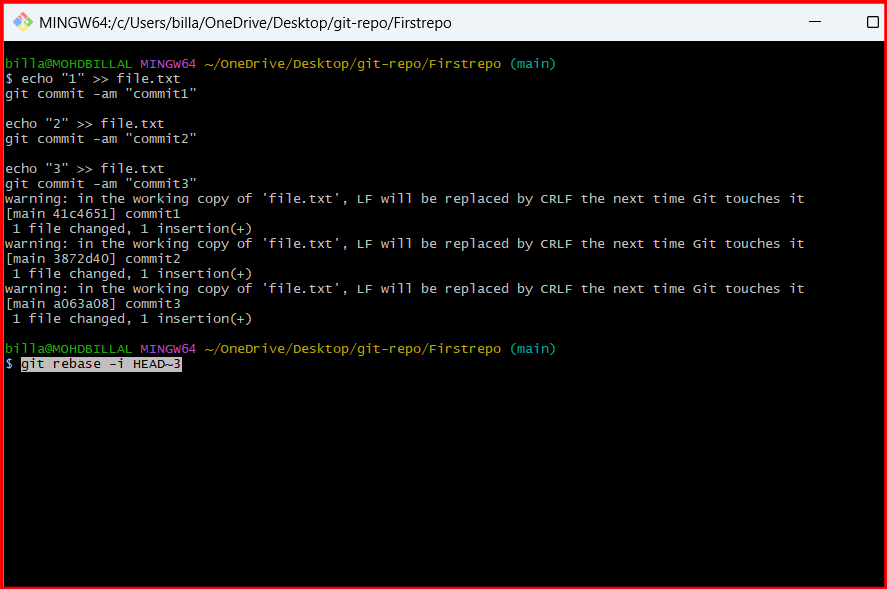 MINGW64:/c/Users/billa/OneDrive/Desktop/git-repo/Firstrepo
billa@MOHDBILLAL MINGW64 ~/OneDrive/Desktop/git-repo/Firstrepo (main)
$ echo "1" >> file.txt
git commit -am "commit1"
echo "2" >> file.txt
git commit -am "commit2"
echo "3" >> file.txt
git commit -am "commit3"
warning: in the working copy of 'file.txt', LF will be replaced by CRLF the next time Git touches it
[main 41c4651] commit1
 1 file changed, 1 insertion(+)
warning: in the working copy of 'file.txt', LF will be replaced by CRLF the next time Git touches it
[main 3872d40] commit2
 1 file changed, 1 insertion(+)
warning: in the working copy of 'file.txt', LF will be replaced by CRLF the next time Git touches it
[main a063a08] commit3
 1 file changed, 1 insertion(+)
billa@MOHDBILLAL MINGW64 ~/OneDrive/Desktop/git-repo/Firstrepo (main)
$ git rebase -i HEAD~3